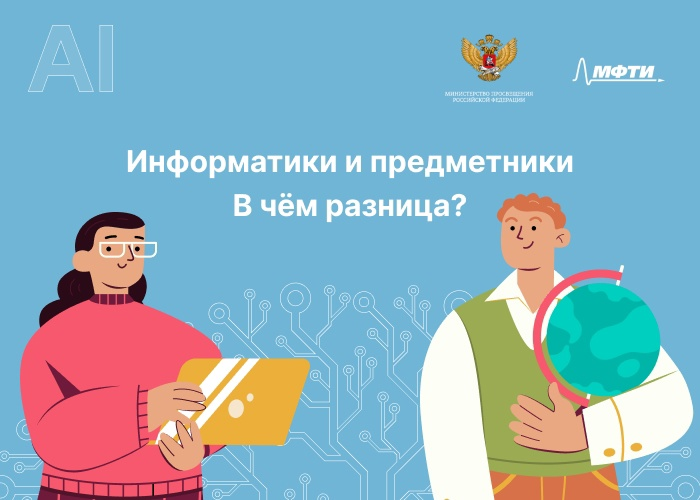 AI
МИНИСТЕРСТВО ПРОСВЕЩЕНИЯ
РОССИЙСКОЙ ФЕДЕРАЦИИ
МФТИ
Информатики и предметники
В чём разница?